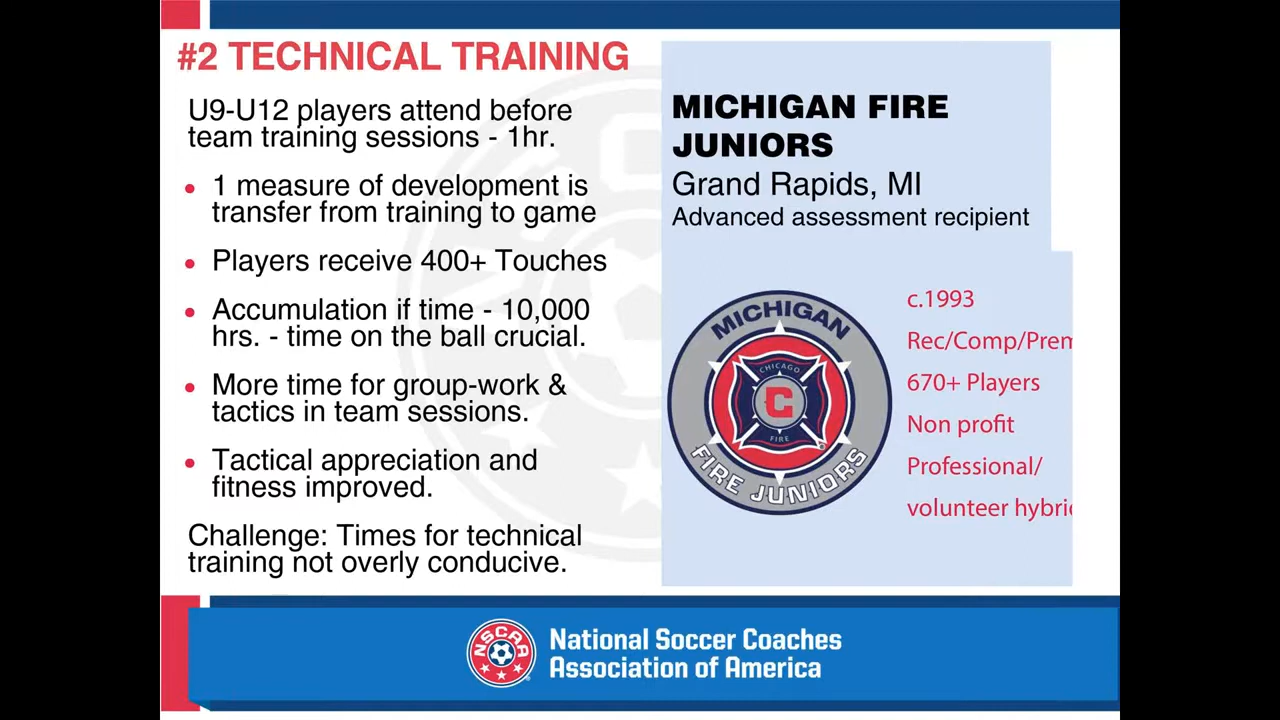 #2 TECHNICAL TRAINING
U9-U12 players attend before
team training sessions - 1hr.
• 1 measure of development is
transfer from training to game
• Players receive 400+ Touches
• Accumulation if time - 10,000
hrs. - time on the ball crucial.
• More time for group-work &
tactics in team sessions.
• Tactical appreciation and
fitness improved.
Challenge: Times for technical
training not overly conducive.
MICHIGAN FIRE
JUNIORS
Grand Rapids, MI
Advanced assessment recipient
MICHIGAN
CHICAGO
C
FIRE
FIRE JUNIORS
c.1993
Rec/Comp/Prem
670+ Players
Non profit
Professional/
volunteer hybri
NSCAA
National Soccer Coaches
Association of America